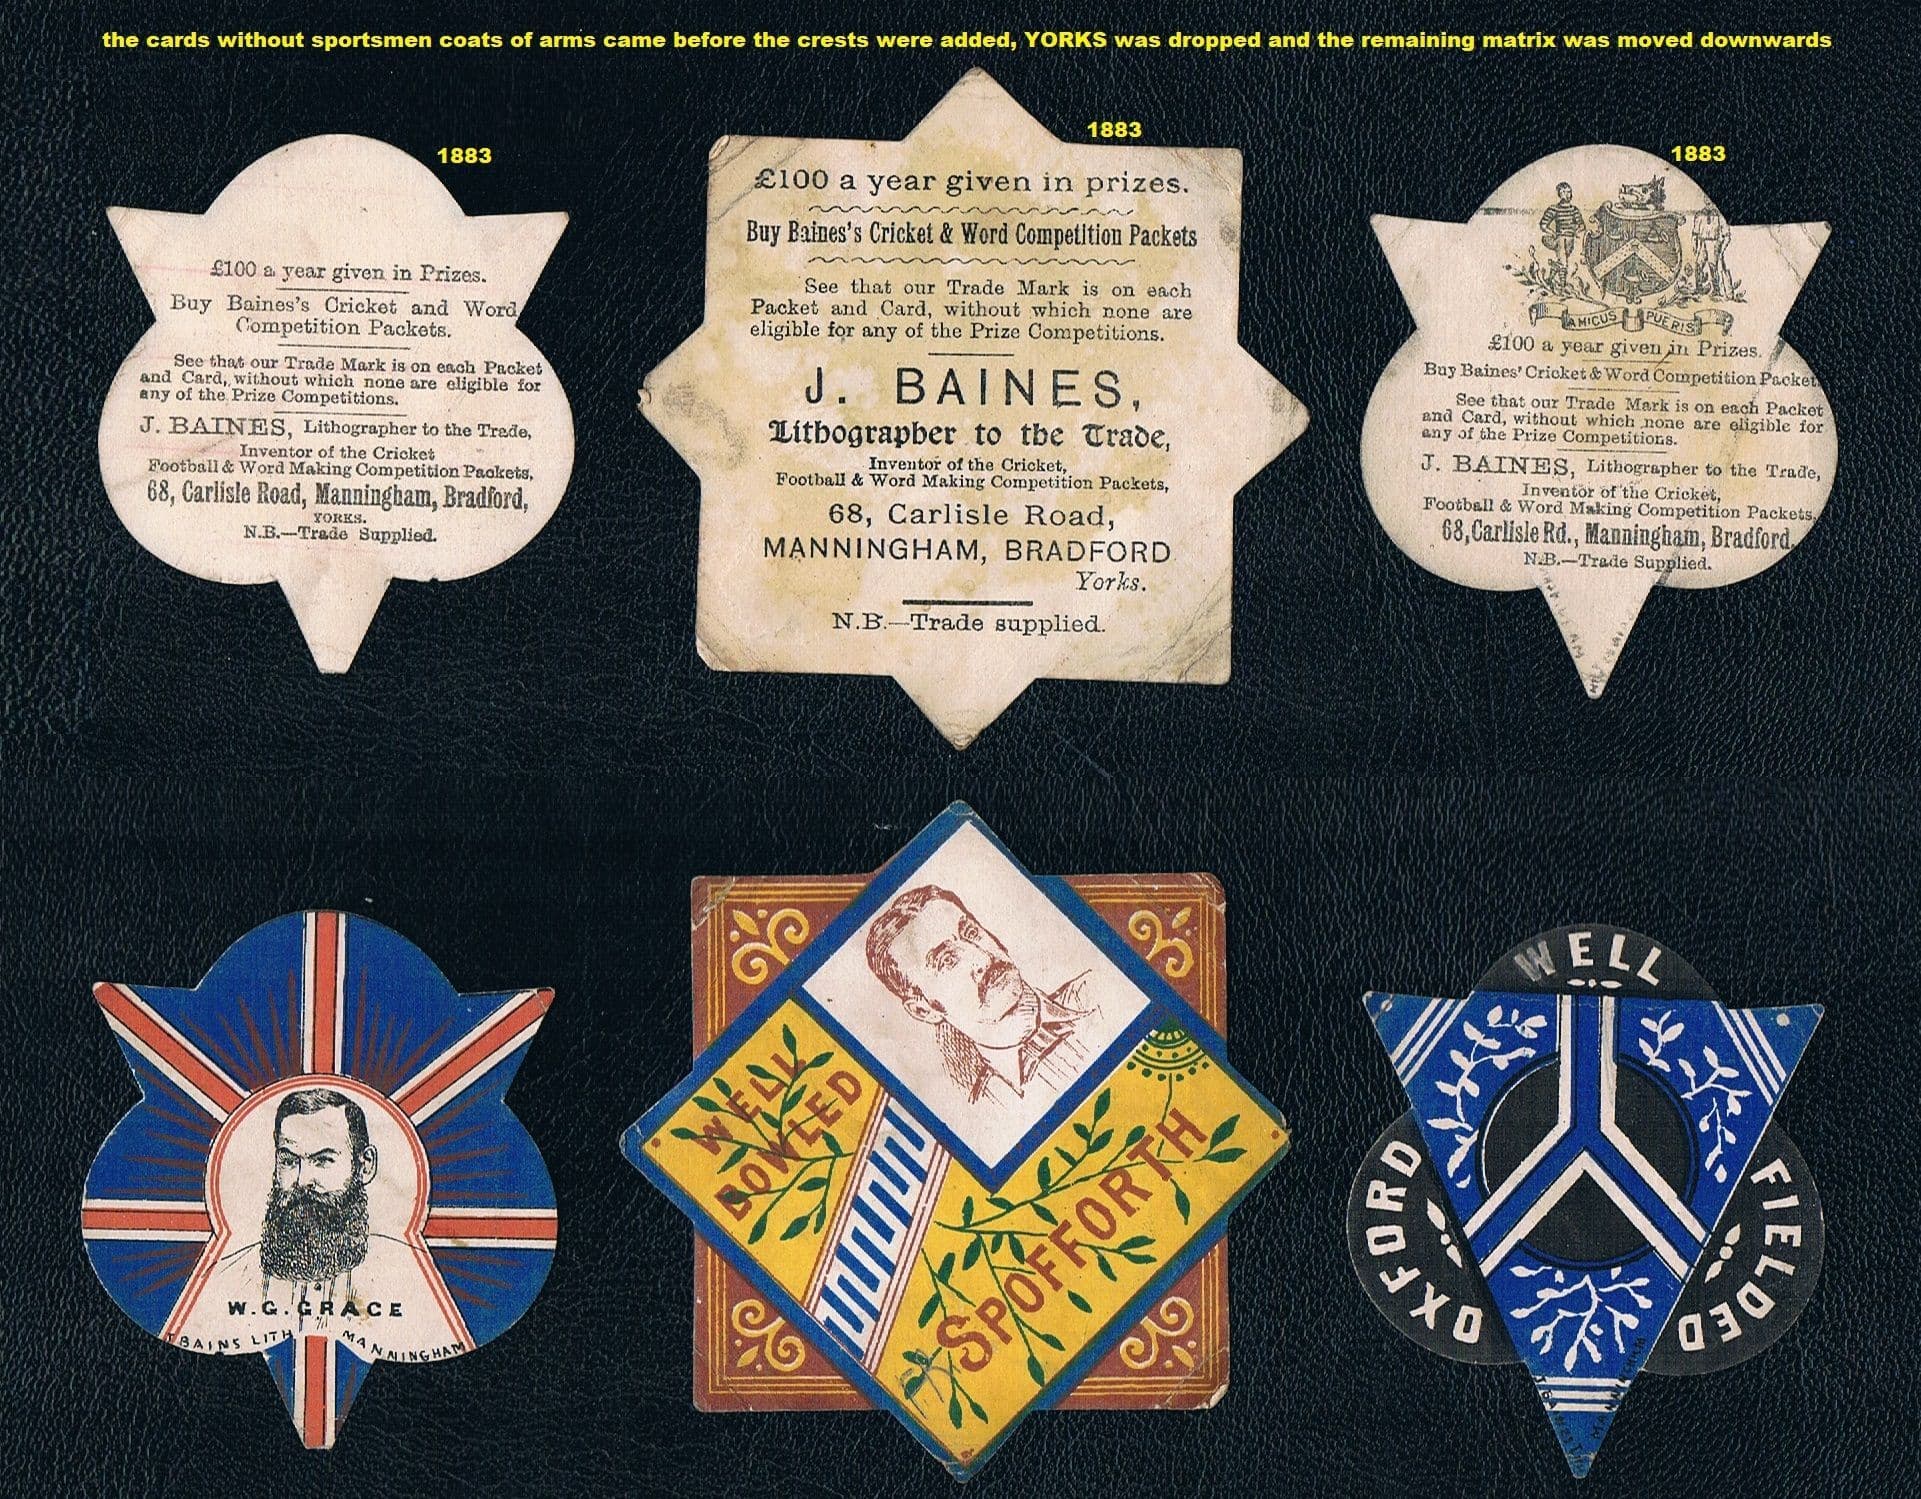 the cards without sportsmen coats of arms came before the crests were added, YORKS was dropped and the remaining matrix was moved downwards
1883
£100 a year given in Prizes.
Buy Baines's Cricket and Word
Competition Packets.
See that our Trade Mark is on each Packet
and Card, without which none are eligible for
any of the Prize Competitions.
J. BAINES, Lithographer to the Trade,
Inventor of the Cricket
Football & Word Making Competition Packets,
68, Carlisle Road, Manningham, Bradford,
YORKS.
N.B.—Trade Supplied.
1883
£100 a year given in prizes.
Buy Baines's Cricket & Word Competition Packets
See that our Trade Mark is on each
Packet and Card, without which none are
eligible for any of the Prize Competitions.
J. BAINES,
Lithographer to the Trade,
Inventor of the Cricket,
Football & Word Making Competition Packets,
68, Carlisle Road,
MANNINGHAM, BRADFORD
Yorks.
N.B.—Trade supplied.
1883
AMICUS PUERIS
£100 a year given in Prizes.
Buy Baines' Cricket & Word Competition Packet
See that our Trade Mark is on each Packet
and Card, without which none are eligible for
any of the Prize Competitions.
J. BAINES, Lithographer to the Trade,
Inventor of the Cricket,
Football & Word Making Competition Packets,
68, Carlisle Rd., Manningham, Bradford.
N.B.—Trade Supplied.
W.G. GRACE
BAINS LITH MANNINGHAM
WELL
BOWLED
SPOFFORTH
WELL
FIELDED
OXFORD